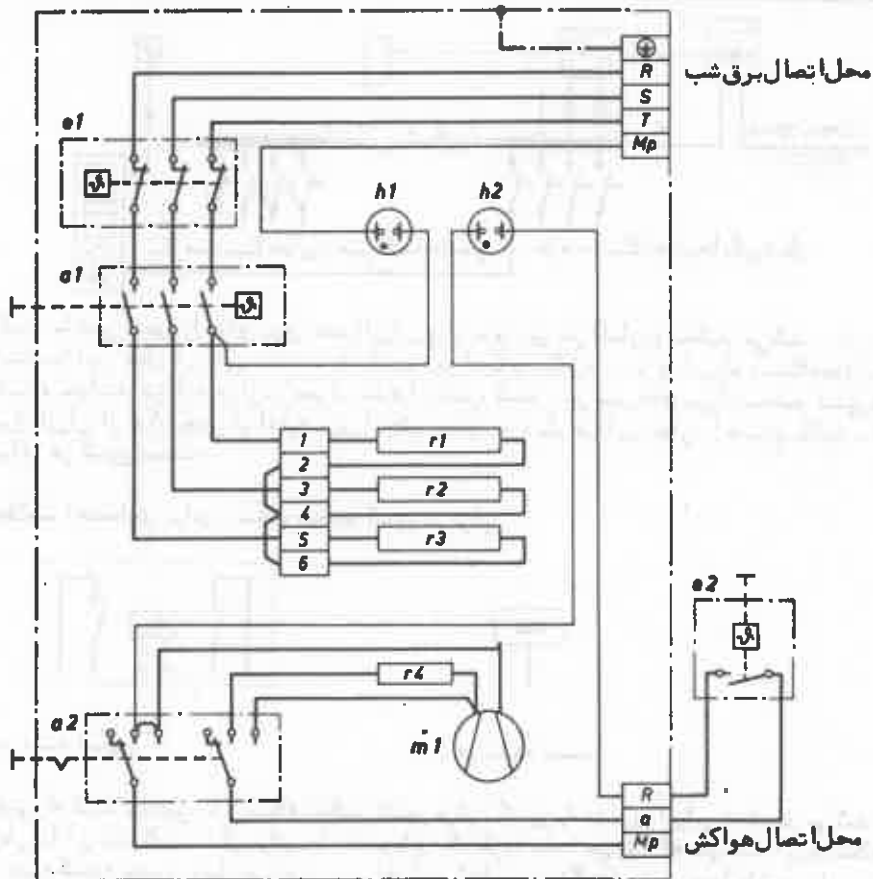 R محل اتصال برق شب
S
T
Mp
e1
ϑ
h1 h2
a1
ϑ
1 r1
2
3 r2
4
5 r3
6
e2
ϑ
r4
a2
m1
R
a
Mp محل اتصال هواکش